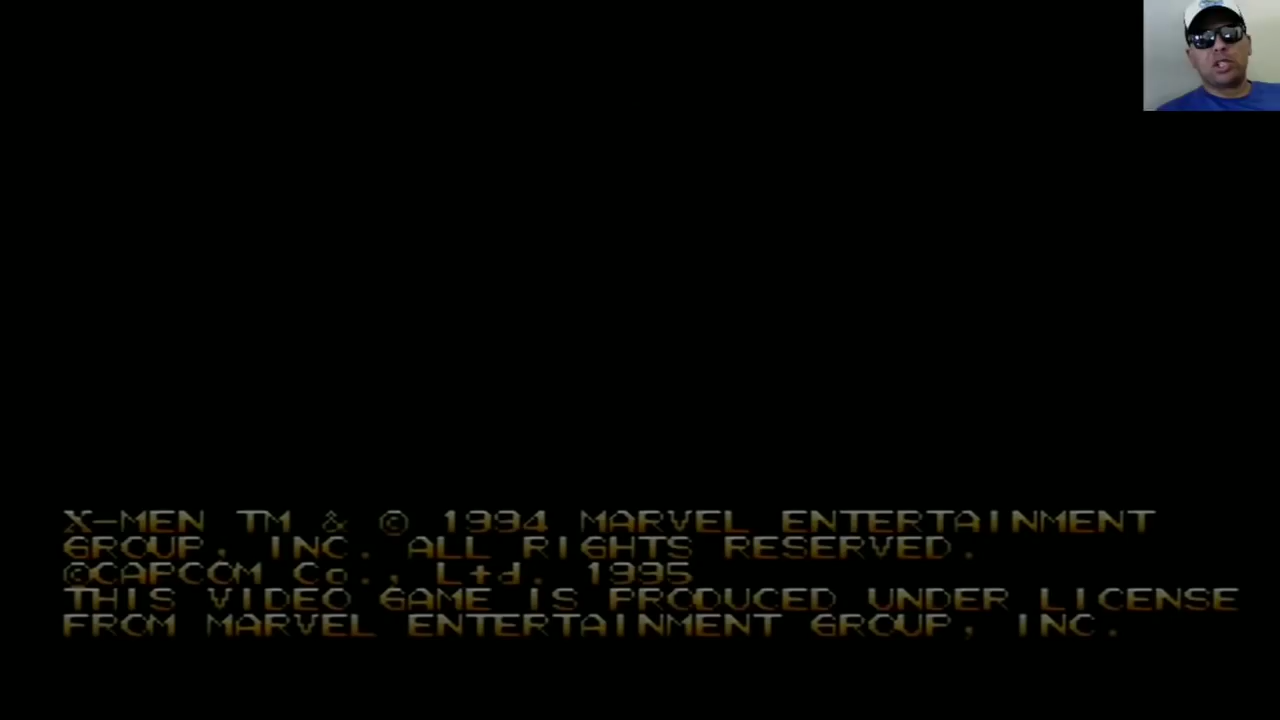 X-MEN TM & © 1994 MARVEL ENTERTAINMENT
GROUP, INC. ALL RIGHTS RESERVED.
©CAPCOM Co., Ltd. 1995
THIS VIDEO GAME IS PRODUCED UNDER LICENSE
FROM MARVEL ENTERTAINMENT GROUP, INC.